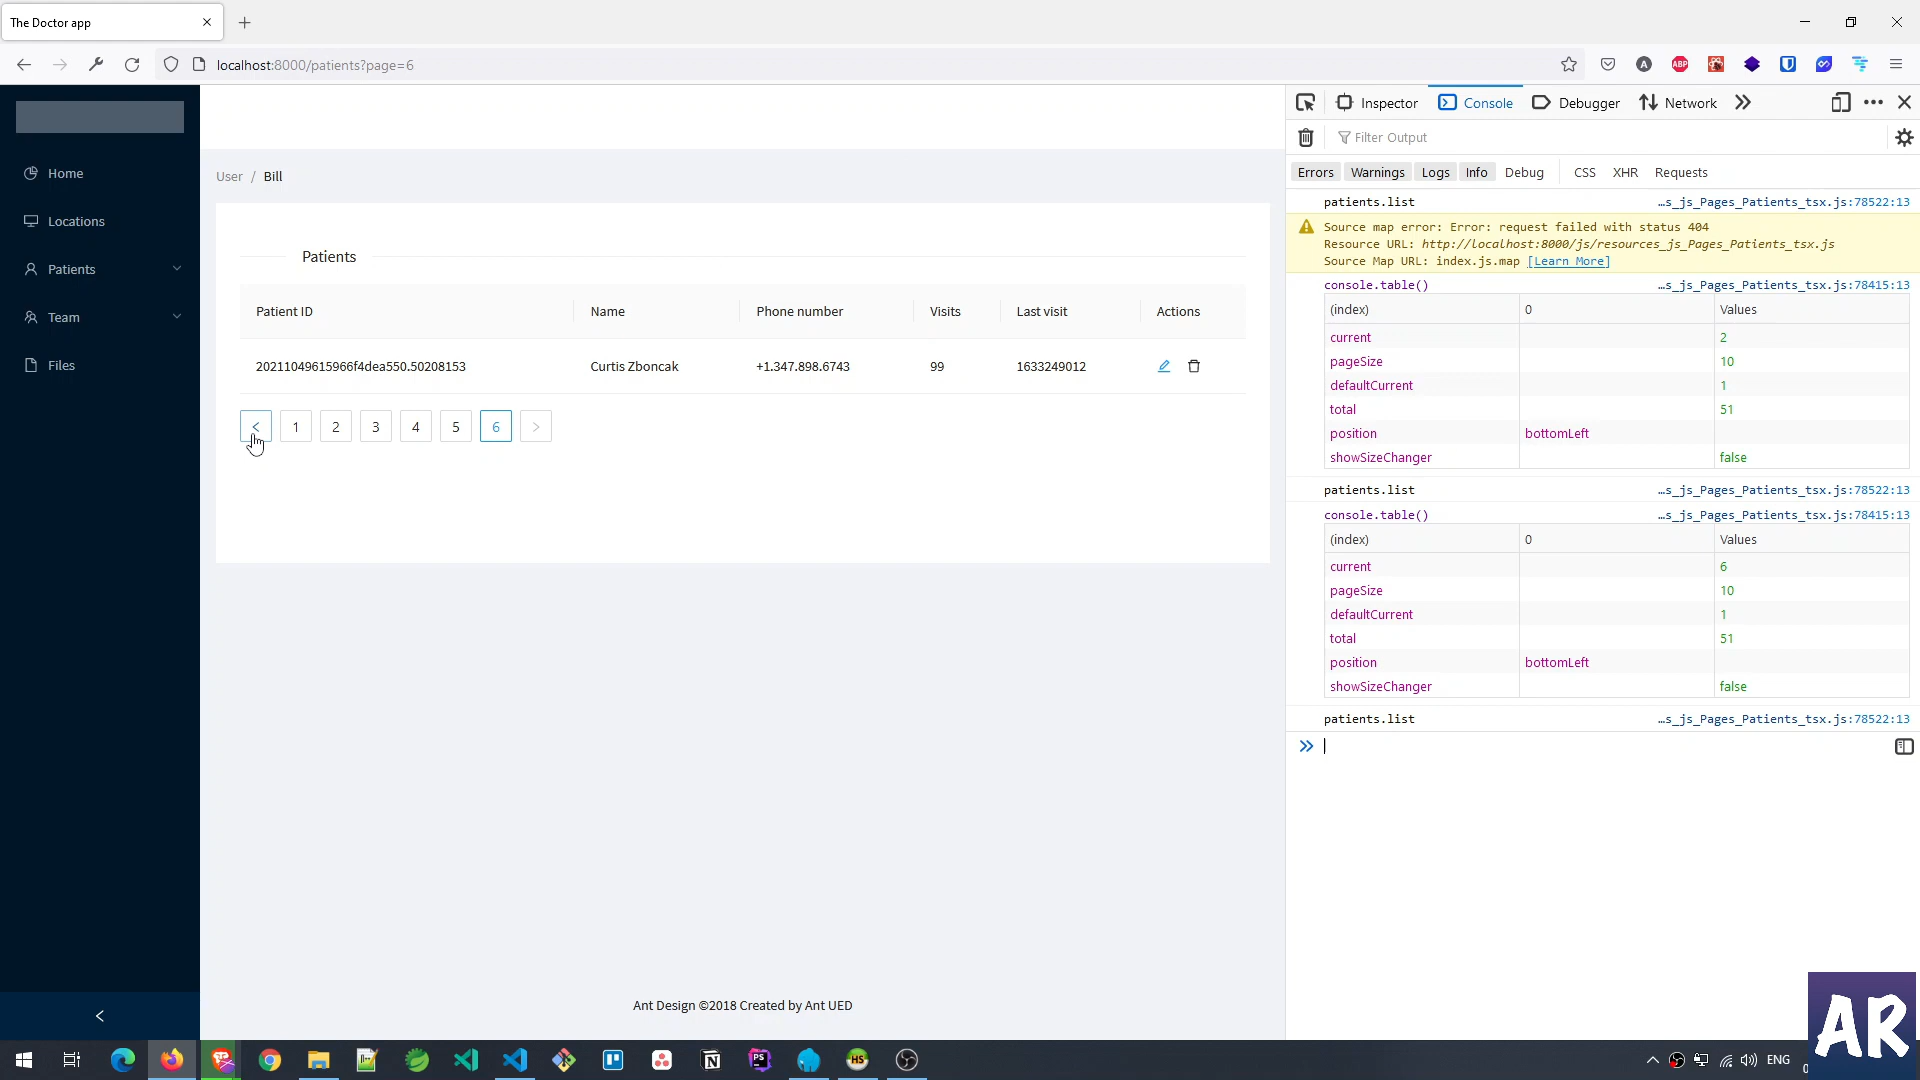 The Doctor app
localhost:8000/patients?page=6
ABP
A
Home
Locations
Patients
Team
Files
User / Bill
Patients
Patient ID Name Phone number Visits Last visit Actions
20211049615966f4dea550.50208153 Curtis Zboncak +1.347.898.6743 99 1633249012
1 2 3 4 5 6
Ant Design ©2018 Created by Ant UED
Inspector Console Debugger Network
Filter Output
Errors Warnings Logs Info Debug CSS XHR Requests
patients.list …s_js_Pages_Patients_tsx.js:78522:13
Source map error: Error: request failed with status 404
Resource URL: http://localhost:8000/js/resources_js_Pages_Patients_tsx.js
Source Map URL: index.js.map [Learn More]
console.table() …s_js_Pages_Patients_tsx.js:78415:13
(index) 0 Values
current 2
pageSize 10
defaultCurrent 1
total 51
position bottomLeft
showSizeChanger false
patients.list …s_js_Pages_Patients_tsx.js:78522:13
console.table() …s_js_Pages_Patients_tsx.js:78415:13
(index) 0 Values
current 6
pageSize 10
defaultCurrent 1
total 51
position bottomLeft
showSizeChanger false
patients.list …s_js_Pages_Patients_tsx.js:78522:13
AR
PS
HS
ENG